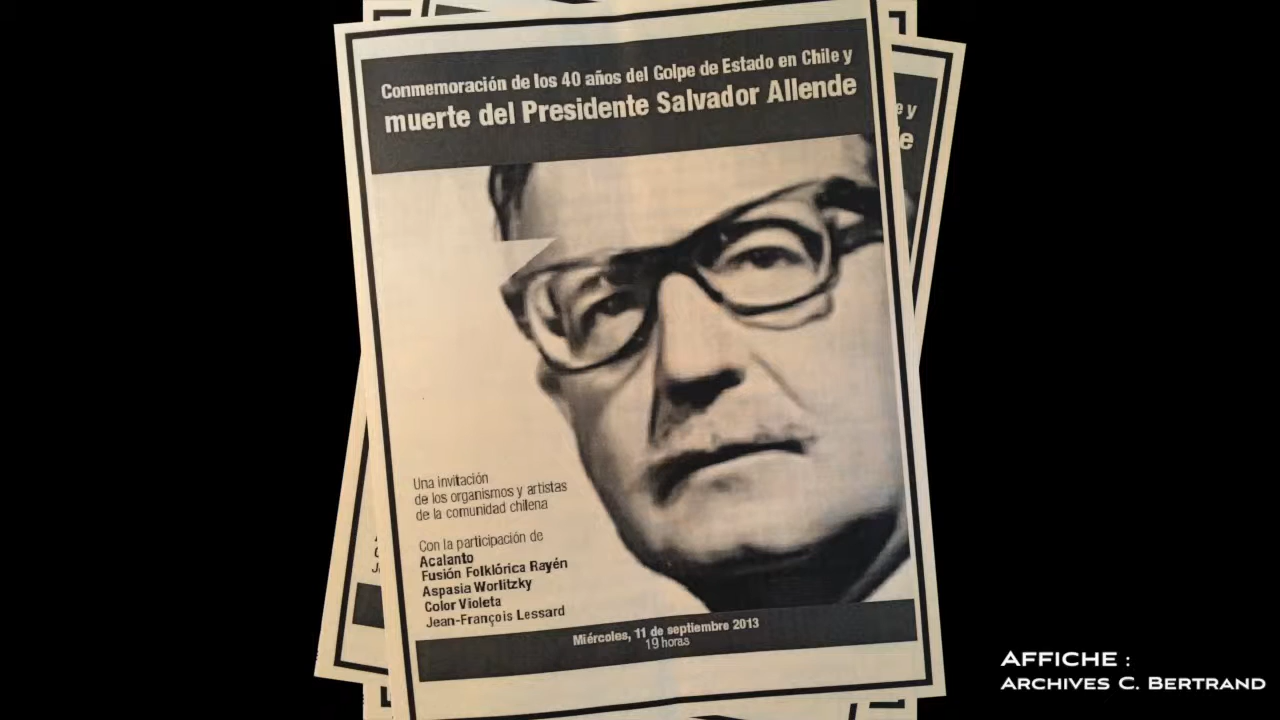 Conmemoración de los 40 años del Golpe de Estado en Chile y
muerte del Presidente Salvador Allende
e y
le
Una invitación
de los organismos y artistas
de la comunidad chilena
Con la participación de
Acalanto
Fusión Folklórica Rayén
Aspasia Worlitzky
Color Violeta
Jean-François Lessard
Miércoles, 11 de septiembre 2013
19 horas
AFFICHE :
ARCHIVES C. BERTRAND